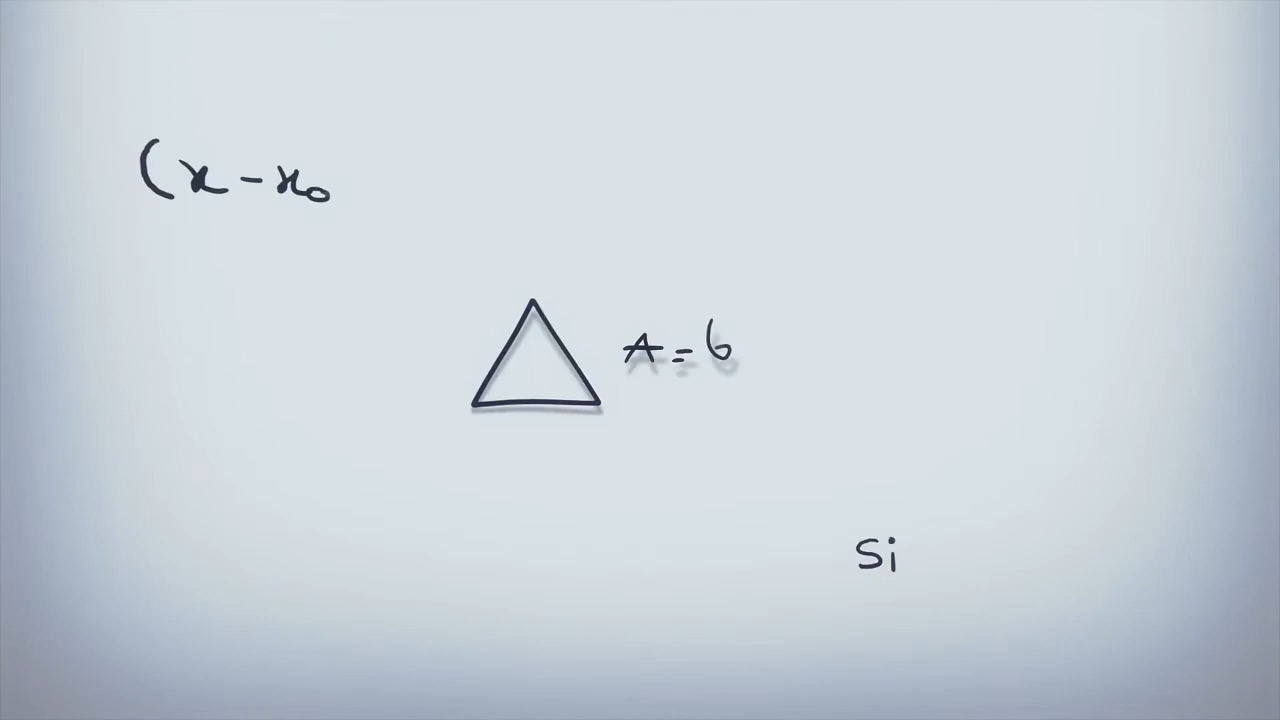 (x - x₀
A = 6
Si